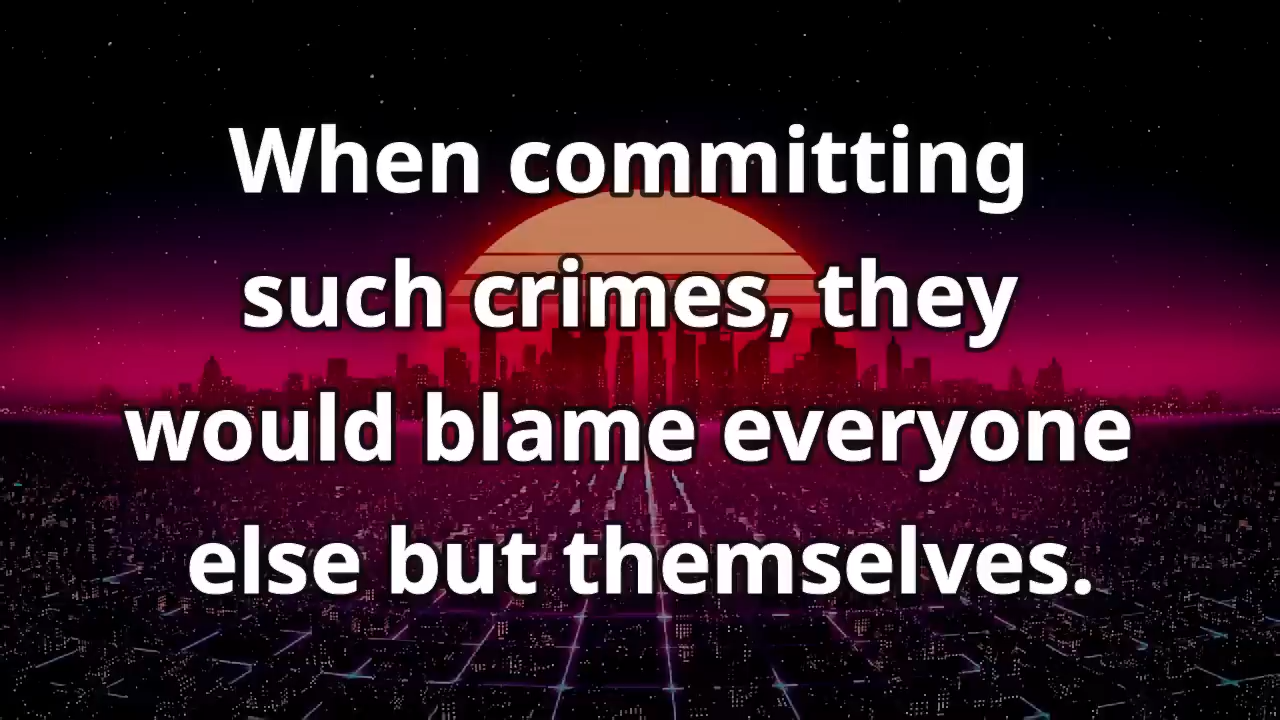 When committing
such crimes, they
would blame everyone
else but themselves.